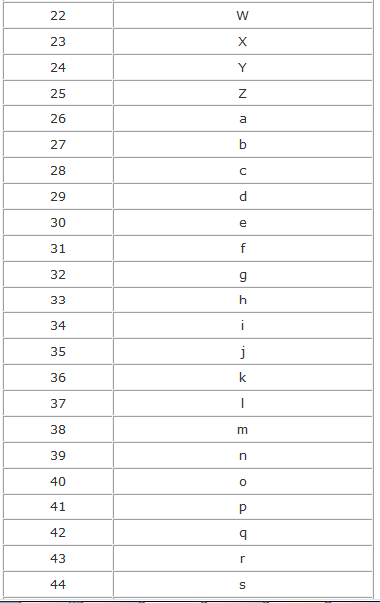 22 W
23 X
24 Y
25 Z
26 a
27 b
28 c
29 d
30 e
31 f
32 g
33 h
34 i
35 j
36 k
37 l
38 m
39 n
40 o
41 p
42 q
43 r
44 s